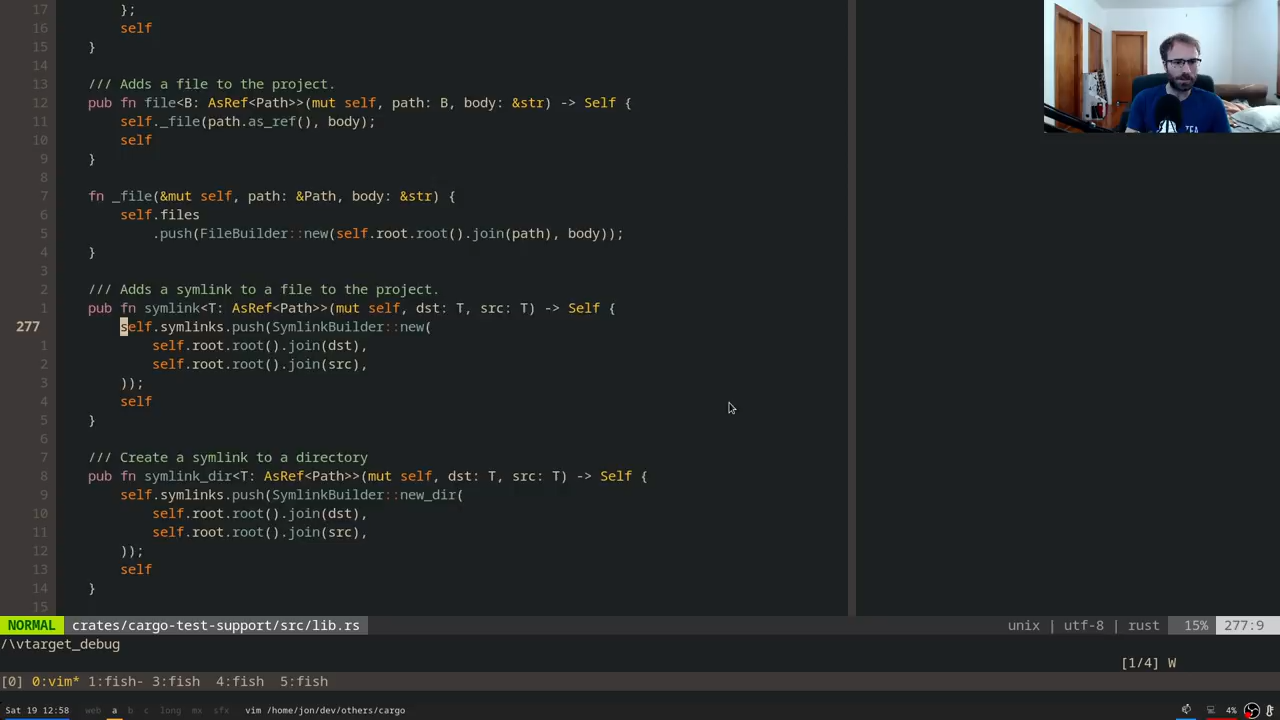 17         };
16         self
15     }
14
13     /// Adds a file to the project.
12     pub fn file<B: AsRef<Path>>(mut self, path: B, body: &str) -> Self {
11         self._file(path.as_ref(), body);
10         self
9     }
8
7     fn _file(&mut self, path: &Path, body: &str) {
6         self.files
5             .push(FileBuilder::new(self.root.root().join(path), body));
4     }
3
2     /// Adds a symlink to a file to the project.
1     pub fn symlink<T: AsRef<Path>>(mut self, dst: T, src: T) -> Self {
277         self.symlinks.push(SymlinkBuilder::new(
1             self.root.root().join(dst),
2             self.root.root().join(src),
3         ));
4         self
5     }
6
7     /// Create a symlink to a directory
8     pub fn symlink_dir<T: AsRef<Path>>(mut self, dst: T, src: T) -> Self {
9         self.symlinks.push(SymlinkBuilder::new_dir(
10             self.root.root().join(dst),
11             self.root.root().join(src),
12         ));
13         self
14     }
15
NORMAL crates/cargo-test-support/src/lib.rs unix | utf-8 | rust 15% 277:9
/\vtarget_debug
[1/4] W
[0] 0:vim* 1:fish- 3:fish 4:fish 5:fish
Sat 19 12:58 web a b c long mx sfx vim /home/jon/dev/others/cargo 4%